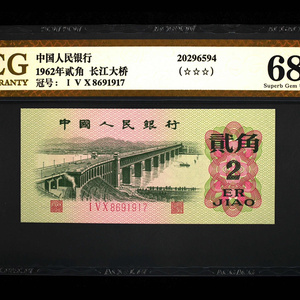 CG
RANTY
中国人民银行
1962年贰角 长江大桥
冠号: I V X 8691917
20296594
(☆☆☆)
68
Superb Gem
中国人民银行
贰角
2
ER
JIAO
I V X 8691917